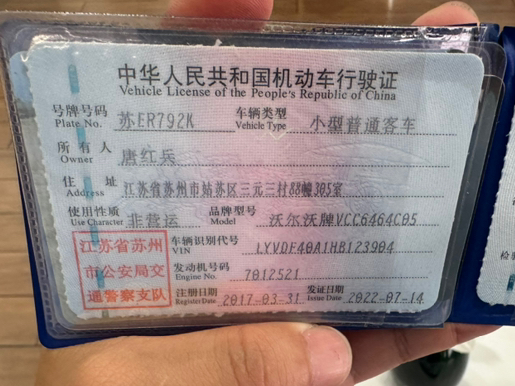 中华人民共和国机动车行驶证
Vehicle License of the People's Republic of China
号牌号码 苏ER792K 车辆类型 小型普通客车
Plate No. Vehicle Type
所有人 唐红兵
Owner
住址 江苏省苏州市姑苏区三元三村88幢305室
Address
使用性质 非营运 品牌型号 沃尔沃牌VCC6464C05
Use Character Model
江苏省苏州
市公安局交
通警察支队
车辆识别代号 LYVDF40A1HB123904
VIN
发动机号码 7012521
Engine No.
注册日期 2017-03-31 发证日期 2022-07-14
Register Date Issue Date